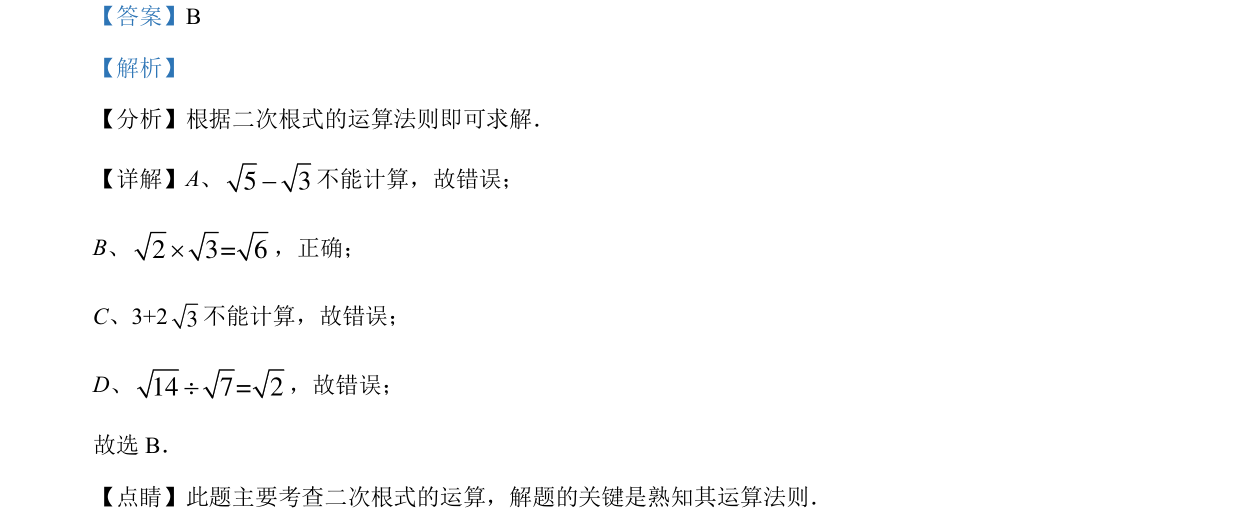 【答案】B
【解析】
【分析】根据二次根式的运算法则即可求解.
【详解】A、√5−√3不能计算，故错误；
B、√2×√3=√6，正确；
C、3+2√3不能计算，故错误；
D、√14÷√7=√2，故错误；
故选 B.
【点睛】此题主要考查二次根式的运算，解题的关键是熟知其运算法则.